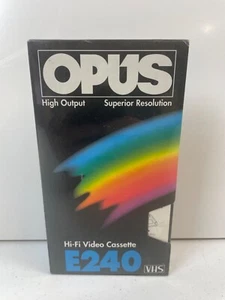 OPUS
High Output Superior Resolution
Hi-Fi Video Cassette
E240 VHS